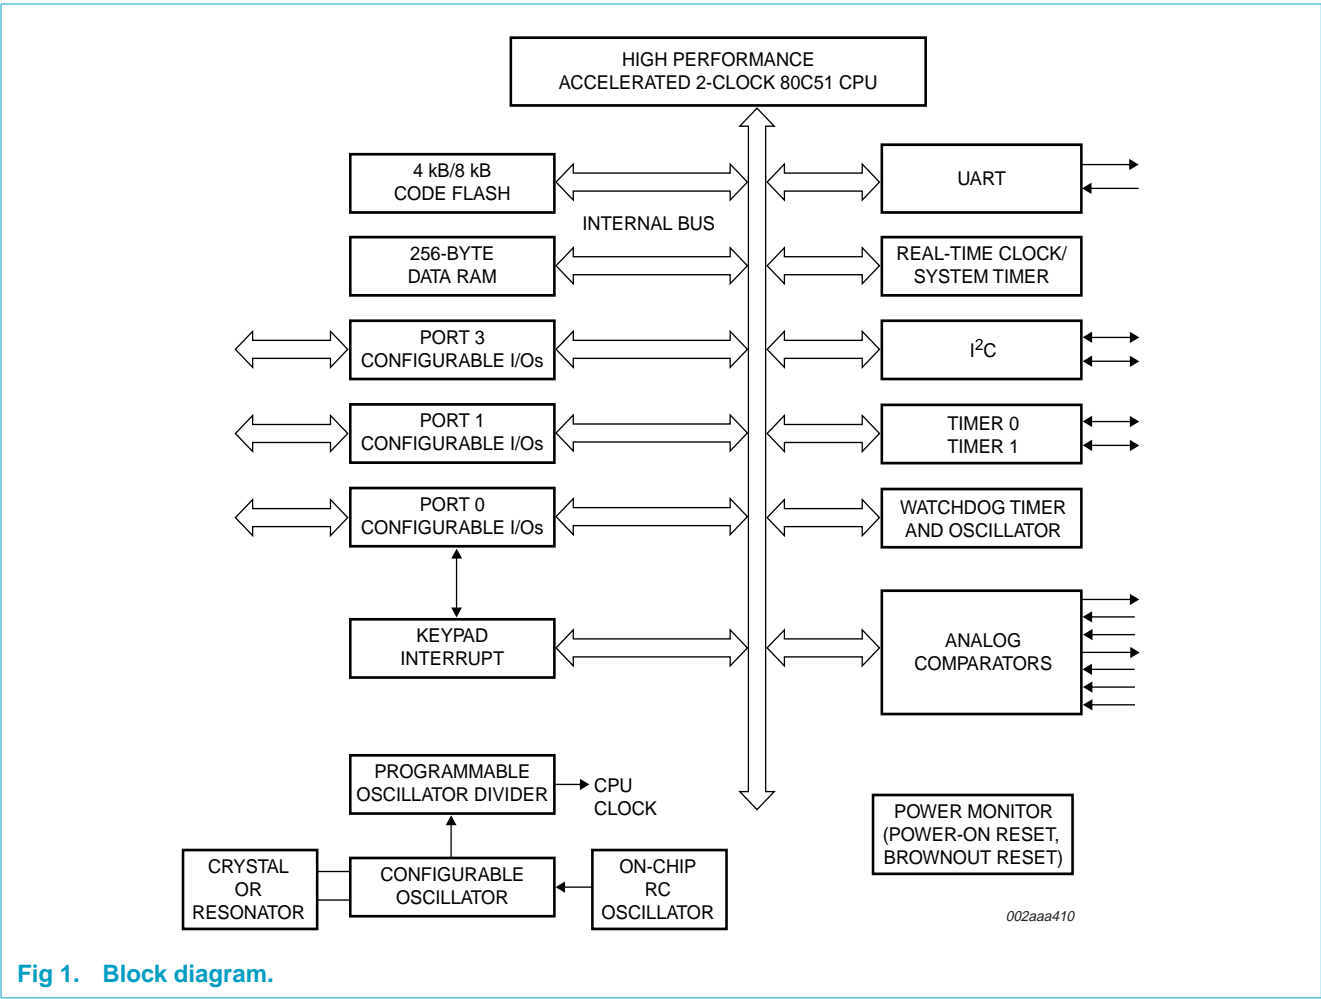 HIGH PERFORMANCE
ACCELERATED 2-CLOCK 80C51 CPU
4 kB/8 kB
CODE FLASH
UART
INTERNAL BUS
256-BYTE
DATA RAM
REAL-TIME CLOCK/
SYSTEM TIMER
PORT 3
CONFIGURABLE I/Os
I²C
PORT 1
CONFIGURABLE I/Os
TIMER 0
TIMER 1
PORT 0
CONFIGURABLE I/Os
WATCHDOG TIMER
AND OSCILLATOR
KEYPAD
INTERRUPT
ANALOG
COMPARATORS
PROGRAMMABLE
OSCILLATOR DIVIDER
CPU
CLOCK
POWER MONITOR
(POWER-ON RESET,
BROWNOUT RESET)
CRYSTAL
OR
RESONATOR
CONFIGURABLE
OSCILLATOR
ON-CHIP
RC
OSCILLATOR
002aaa410
Fig 1. Block diagram.